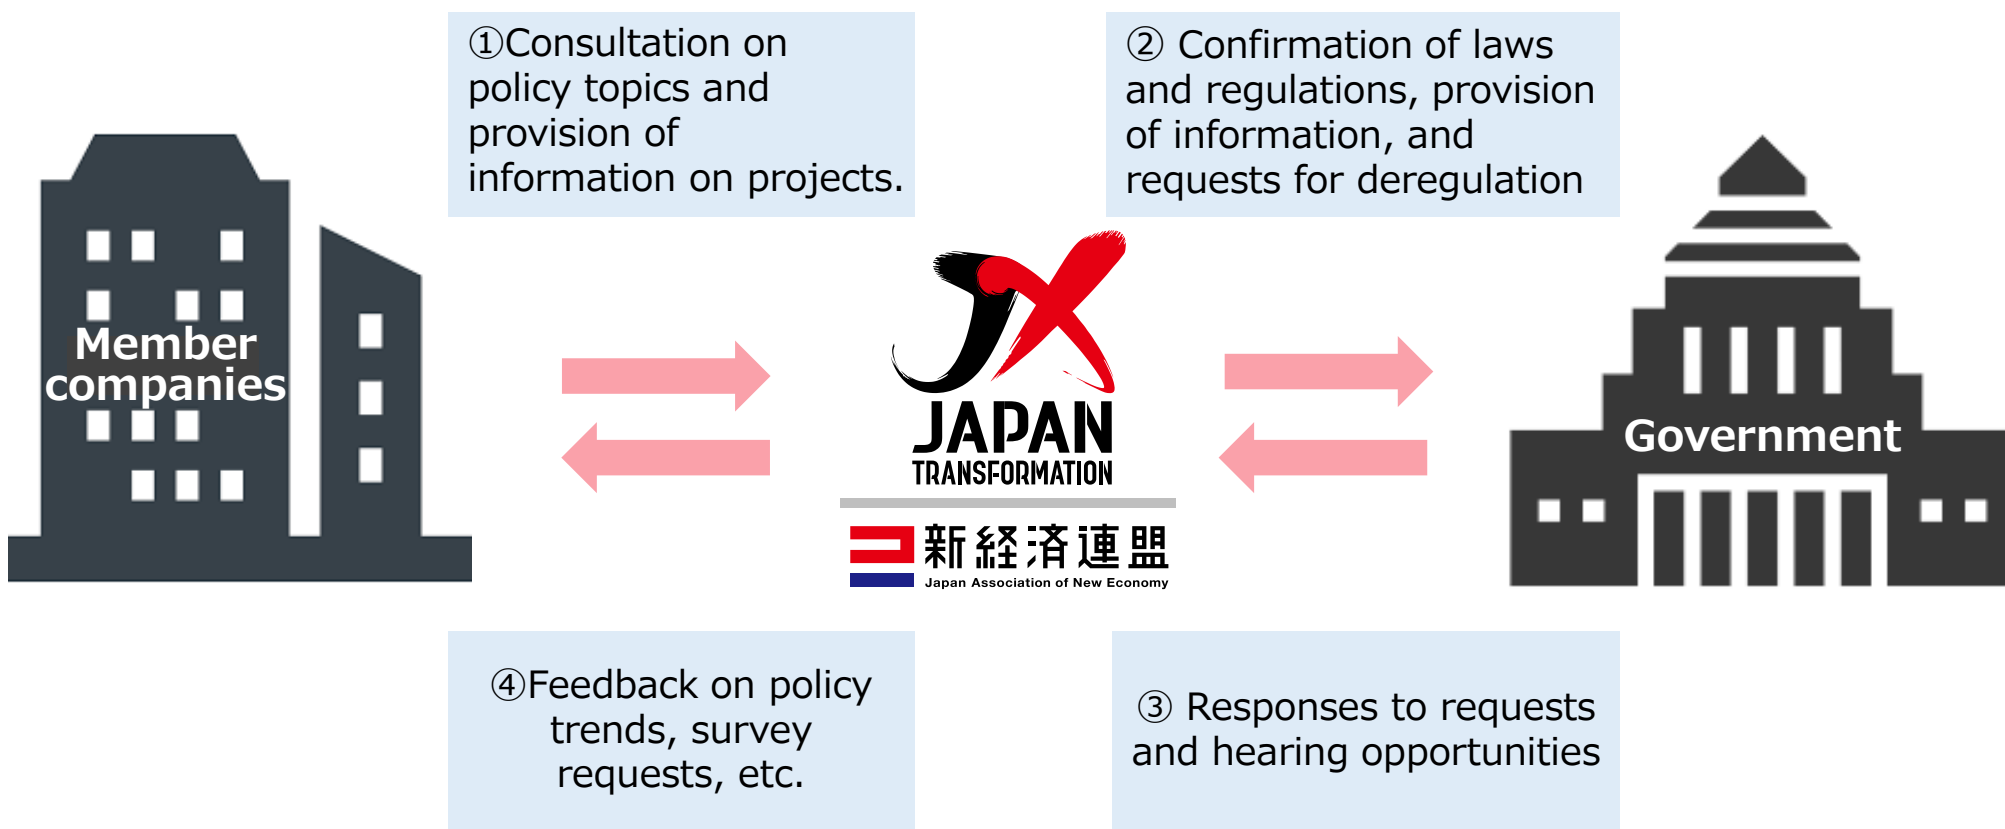 ①Consultation on
policy topics and
provision of
information on projects.
② Confirmation of laws
and regulations, provision
of information, and
requests for deregulation
Member
companies
JX
JAPAN
TRANSFORMATION
新経済連盟
Japan Association of New Economy
Government
④Feedback on policy
trends, survey
requests, etc.
③ Responses to requests
and hearing opportunities